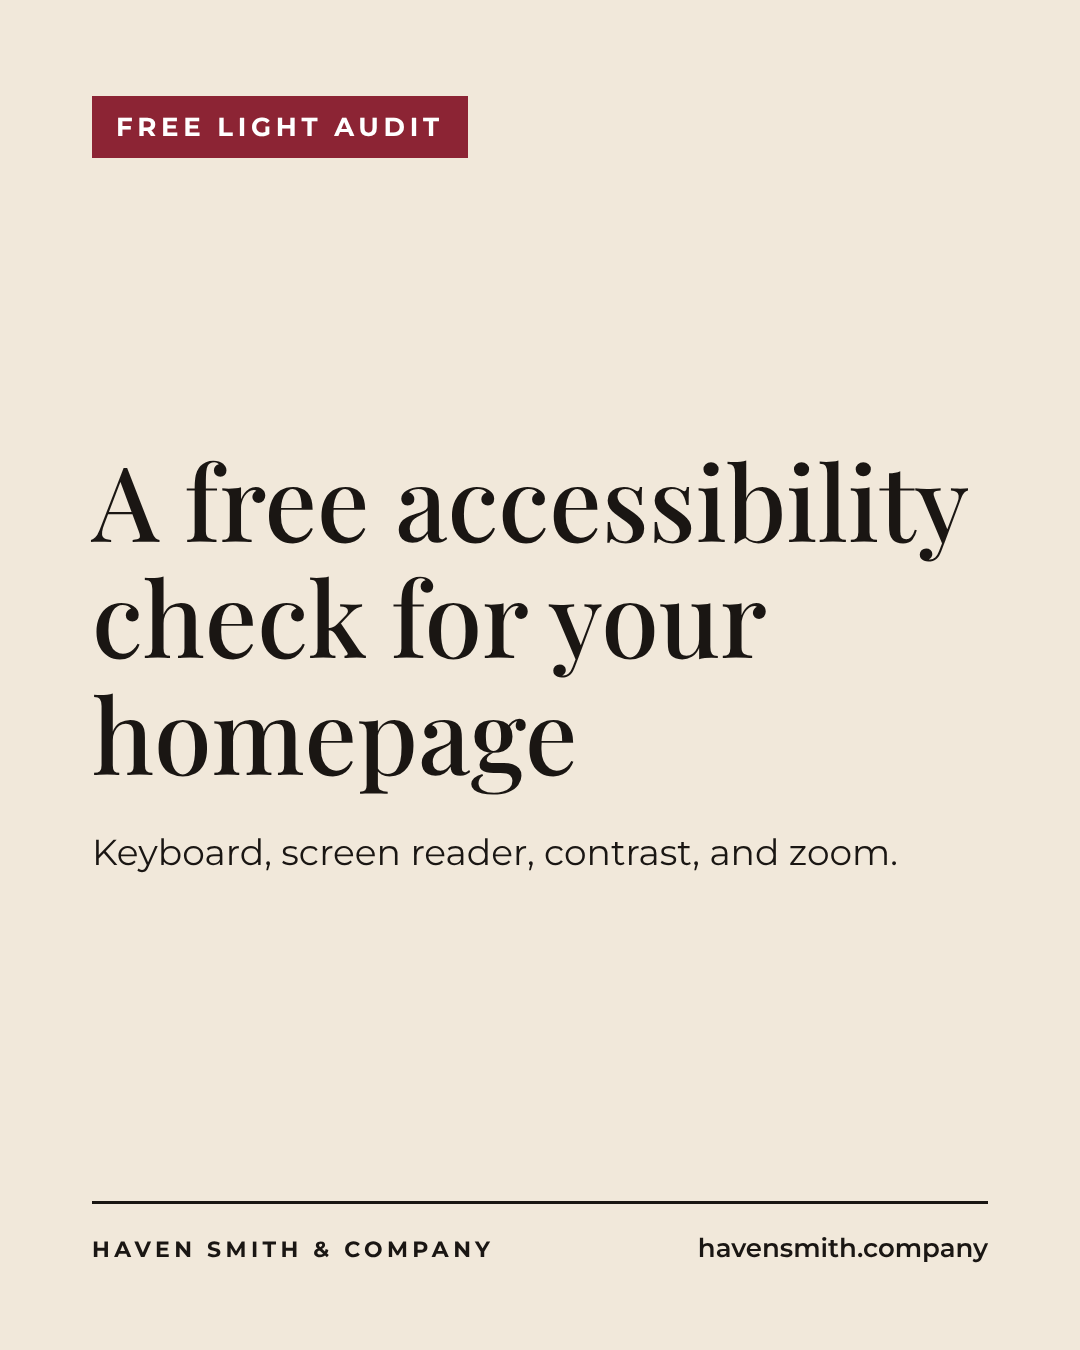 FREE LIGHT AUDIT
A free accessibility
check for your
homepage
Keyboard, screen reader, contrast, and zoom.
HAVEN SMITH & COMPANY
havensmith.company